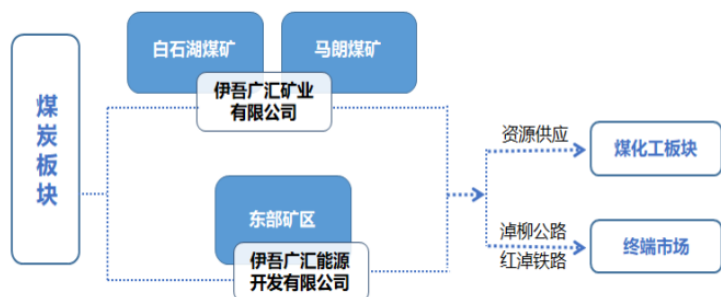 白石湖煤矿
马朗煤矿
伊吾广汇矿业
有限公司
煤炭板块
资源供应
煤化工板块
东部矿区
淖柳公路
红淖铁路
终端市场
伊吾广汇能源
开发有限公司